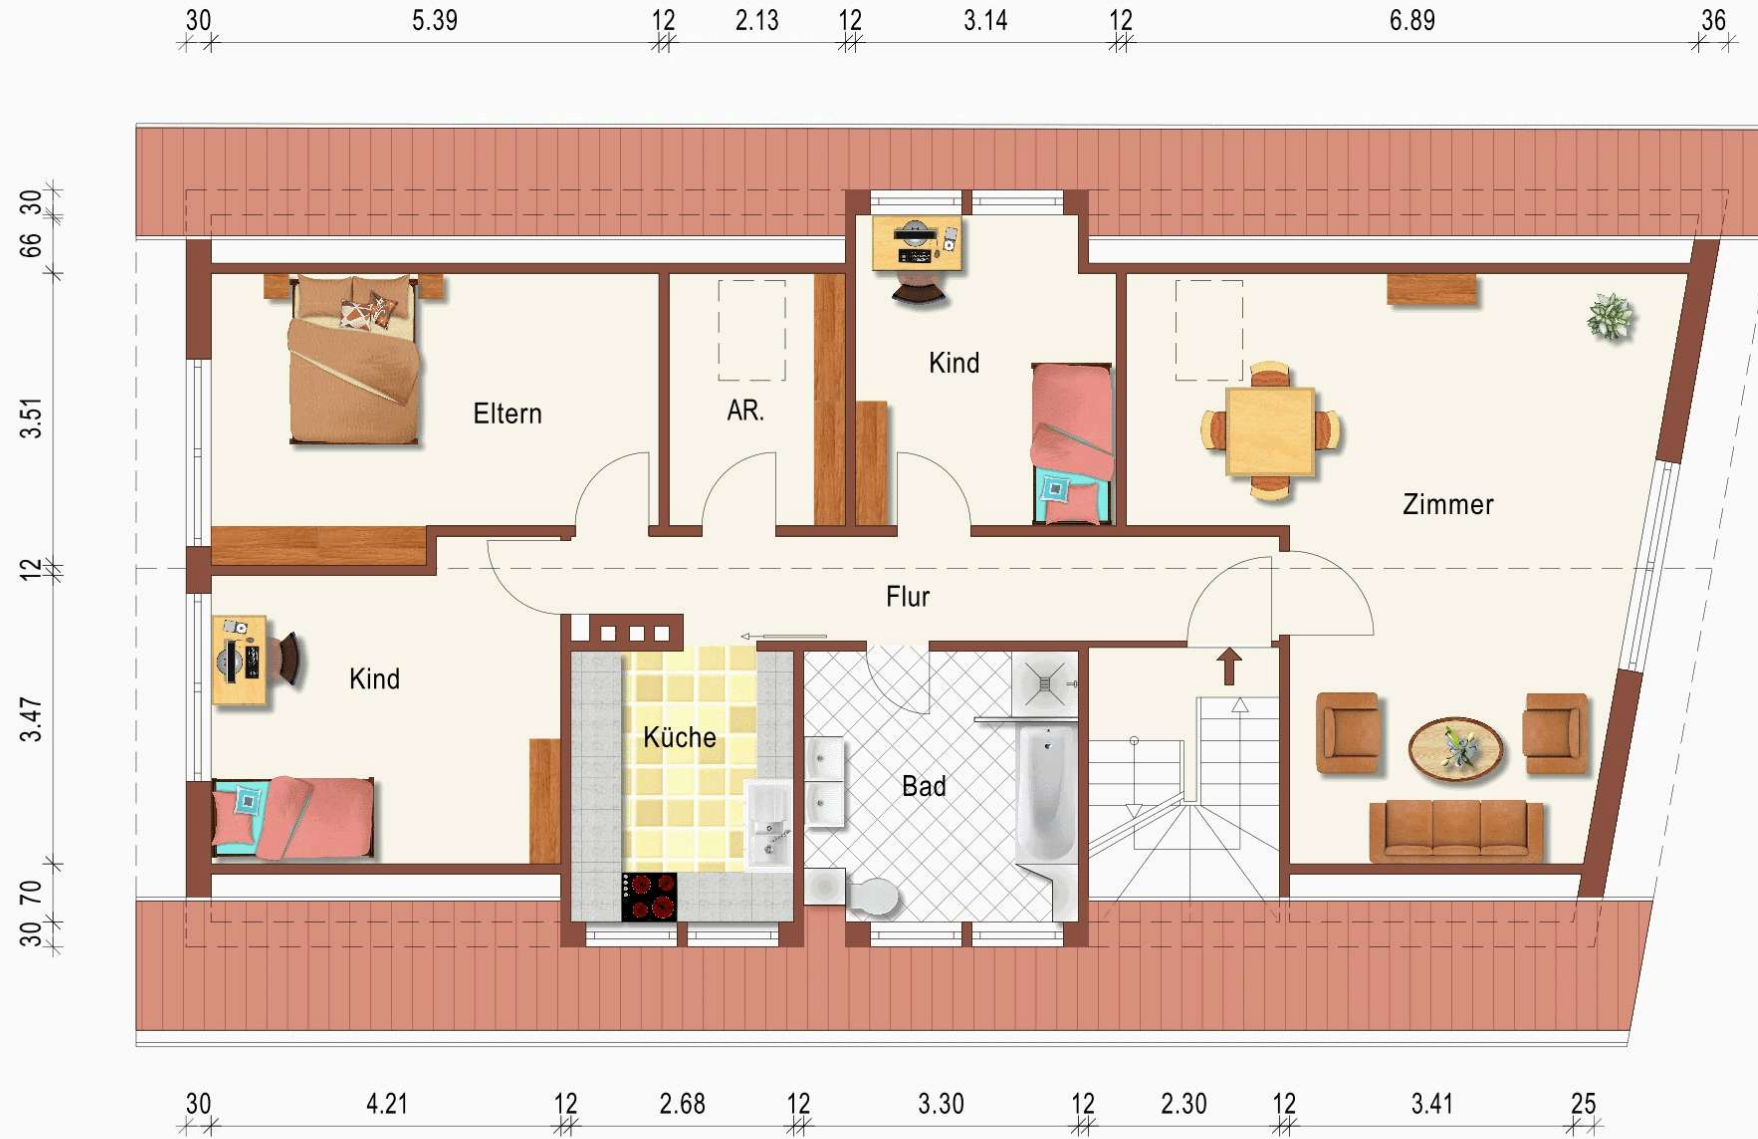 30 5.39 12 2.13 12 3.14 12 6.89 36
30
66
3.51
12
3.47
70
30
Kind
Eltern
AR.
Zimmer
Flur
Kind
Küche
Bad
30 4.21 12 2.68 12 3.30 12 2.30 12 3.41 25